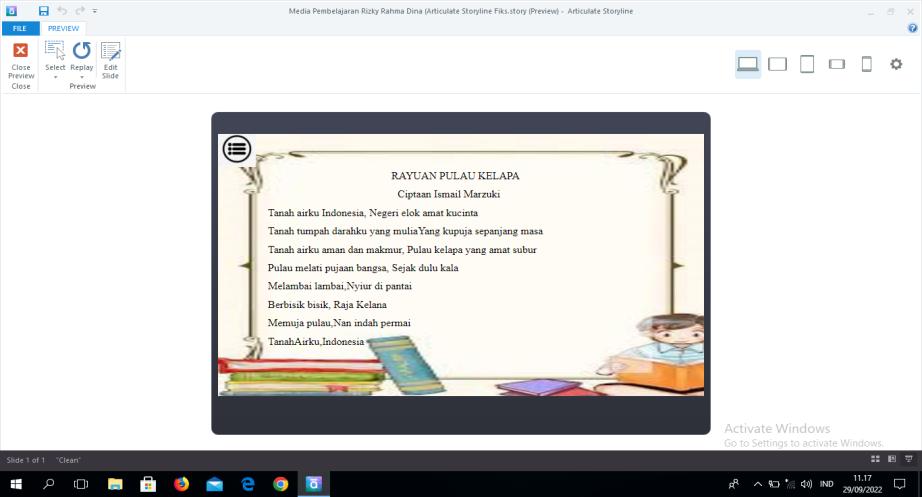 Media Pembelajaran Rizky Rahma Dina (Articulate Storyline Fiks.story (Preview) - Articulate Storyline
FILE
PREVIEW
Close Preview
Select
Replay
Edit Slide
Close
Preview
RAYUAN PULAU KELAPA
Ciptaan Ismail Marzuki
Tanah airku Indonesia, Negeri elok amat kucinta
Tanah tumpah darahku yang muliaYang kupuja sepanjang masa
Tanah airku aman dan makmur, Pulau kelapa yang amat subur
Pulau melati pujaan bangsa, Sejak dulu kala
Melambai lambai,Nyiur di pantai
Berbisik bisik, Raja Kelana
Memuja pulau,Nan indah permai
TanahAirku,Indonesia
Activate Windows
Go to Settings to activate Windows.
Slide 1 of 1 "Clean"
IND
11.17
29/09/2022